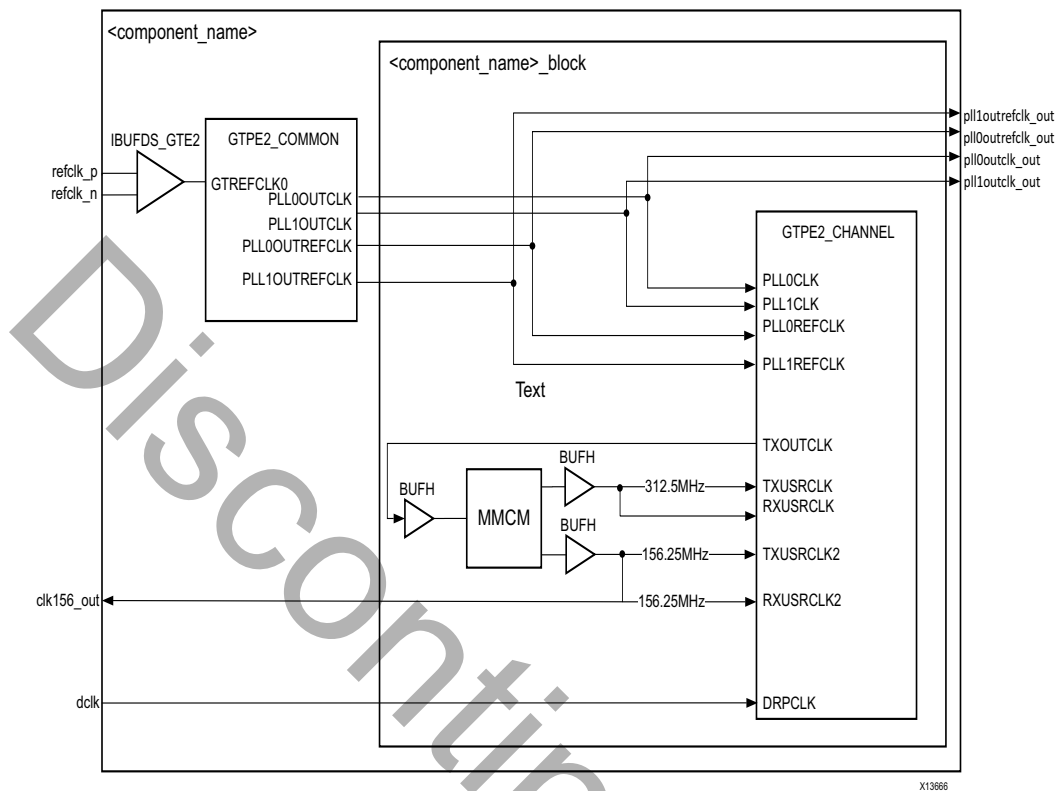 <component_name>
<component_name>_block
pll1outrefclk_out
pll0outrefclk_out
pll0outclk_out
pll1outclk_out
IBUFDS_GTE2
GTPE2_COMMON
refclk_p
refclk_n
GTREFCLK0
PLL0OUTCLK
PLL1OUTCLK
PLL0OUTREFCLK
PLL1OUTREFCLK
GTPE2_CHANNEL
PLL0CLK
PLL1CLK
PLL0REFCLK
PLL1REFCLK
Text
TXOUTCLK
BUFH
BUFH
MMCM
312.5MHz
TXUSRCLK
RXUSRCLK
BUFH
156.25MHz
TXUSRCLK2
clk156_out
156.25MHz
RXUSRCLK2
dclk
DRPCLK
X13666